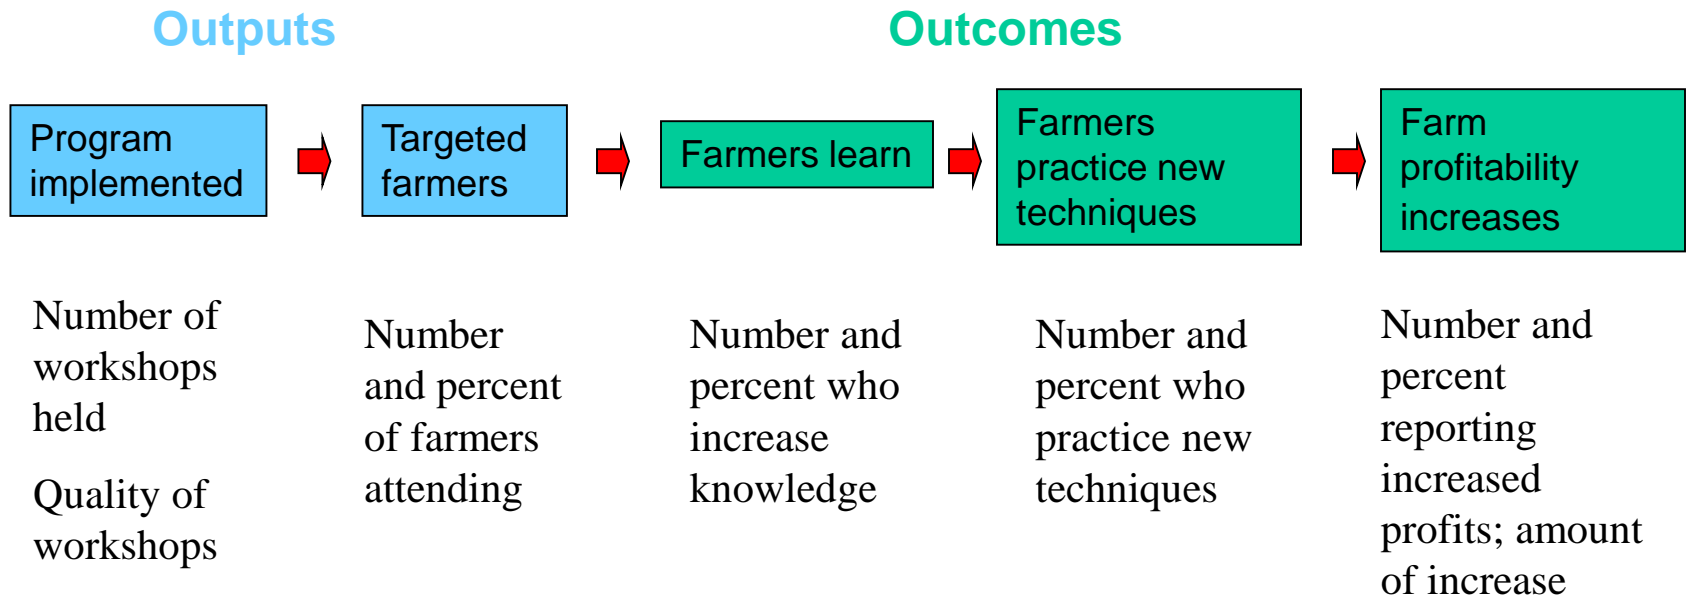 Outputs
Outcomes
Program
implemented
Targeted
farmers
Farmers learn
Farmers
practice new
techniques
Farm
profitability
increases
Number of
workshops
held
Quality of
workshops
Number
and percent
of farmers
attending
Number and
percent who
increase
knowledge
Number and
percent who
practice new
techniques
Number and
percent
reporting
increased
profits; amount
of increase